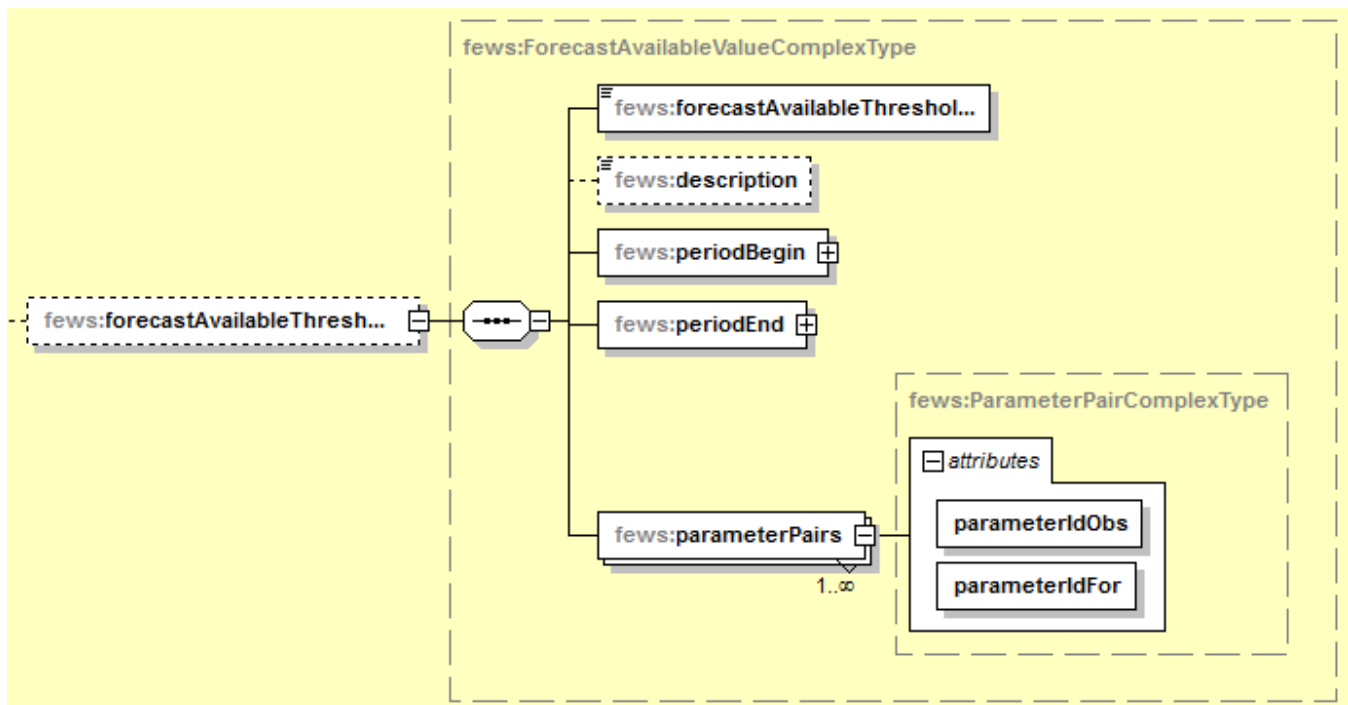 fews:ForecastAvailableValueComplexType
fews:forecastAvailableThreshol...
fews:description
fews:periodBegin
fews:forecastAvailableThresh...
fews:periodEnd
fews:ParameterPairComplexType
attributes
parameterIdObs
fews:parameterPairs
1..∞
parameterIdFor